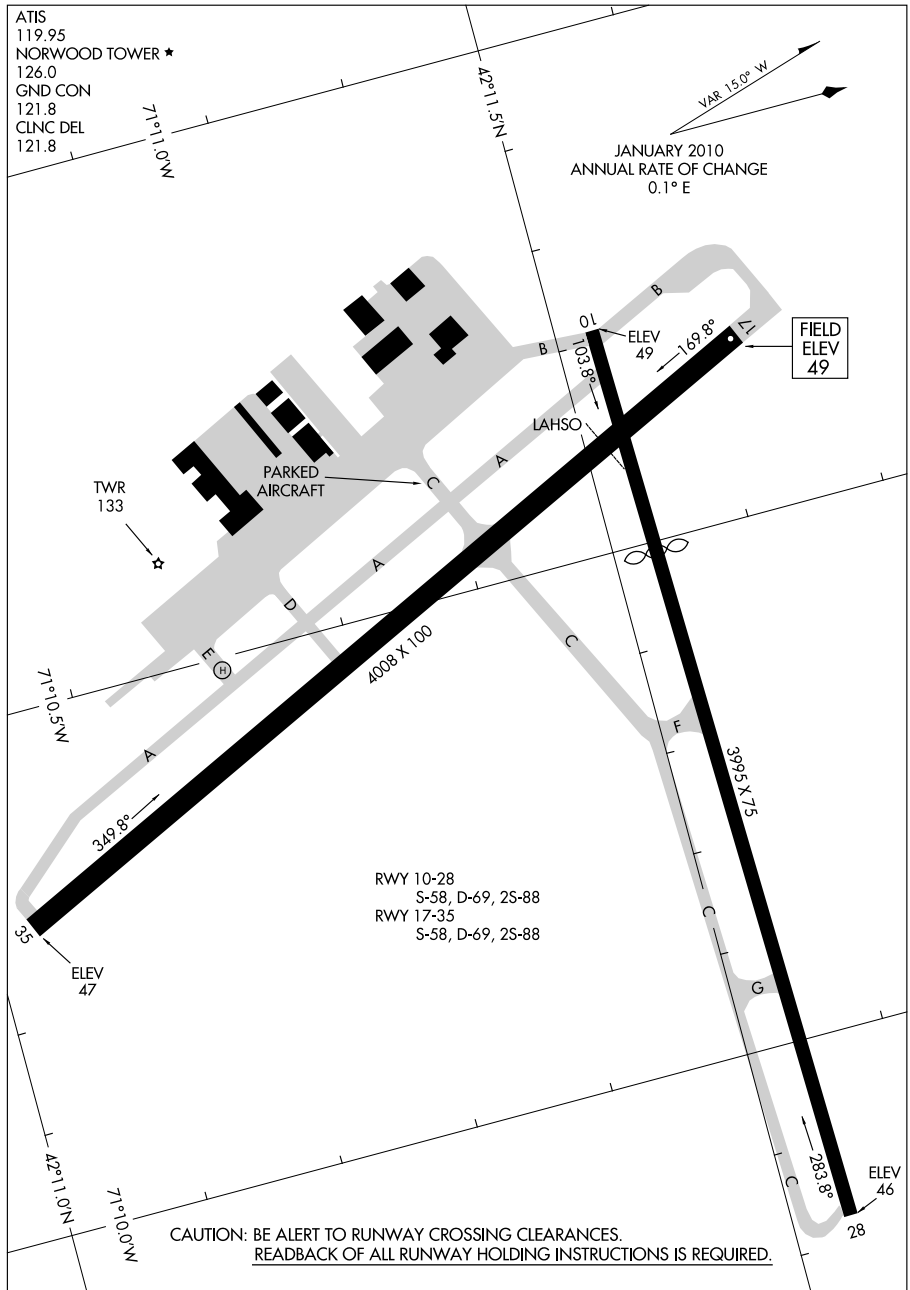 ATIS
119.95
NORWOOD TOWER ★
126.0
GND CON
121.8
CLNC DEL
121.8
71°11.0'W
42°11.5'N
VAR 15.0° W
JANUARY 2010
ANNUAL RATE OF CHANGE
0.1° E
B
10
ELEV
49
17
FIELD
ELEV
49
169.8°
B
103.8°
LAHSO
A
PARKED
AIRCRAFT
C
TWR
133
A
D
C
4008 X 100
E
H
71°10.5'W
F
A
3995 X 75
349.8°
RWY 10-28
S-58, D-69, 2S-88
RWY 17-35
S-58, D-69, 2S-88
C
35
ELEV
47
G
42°11.0'N
71°10.0'W
283.8°
C
ELEV
46
28
CAUTION: BE ALERT TO RUNWAY CROSSING CLEARANCES.
READBACK OF ALL RUNWAY HOLDING INSTRUCTIONS IS REQUIRED.